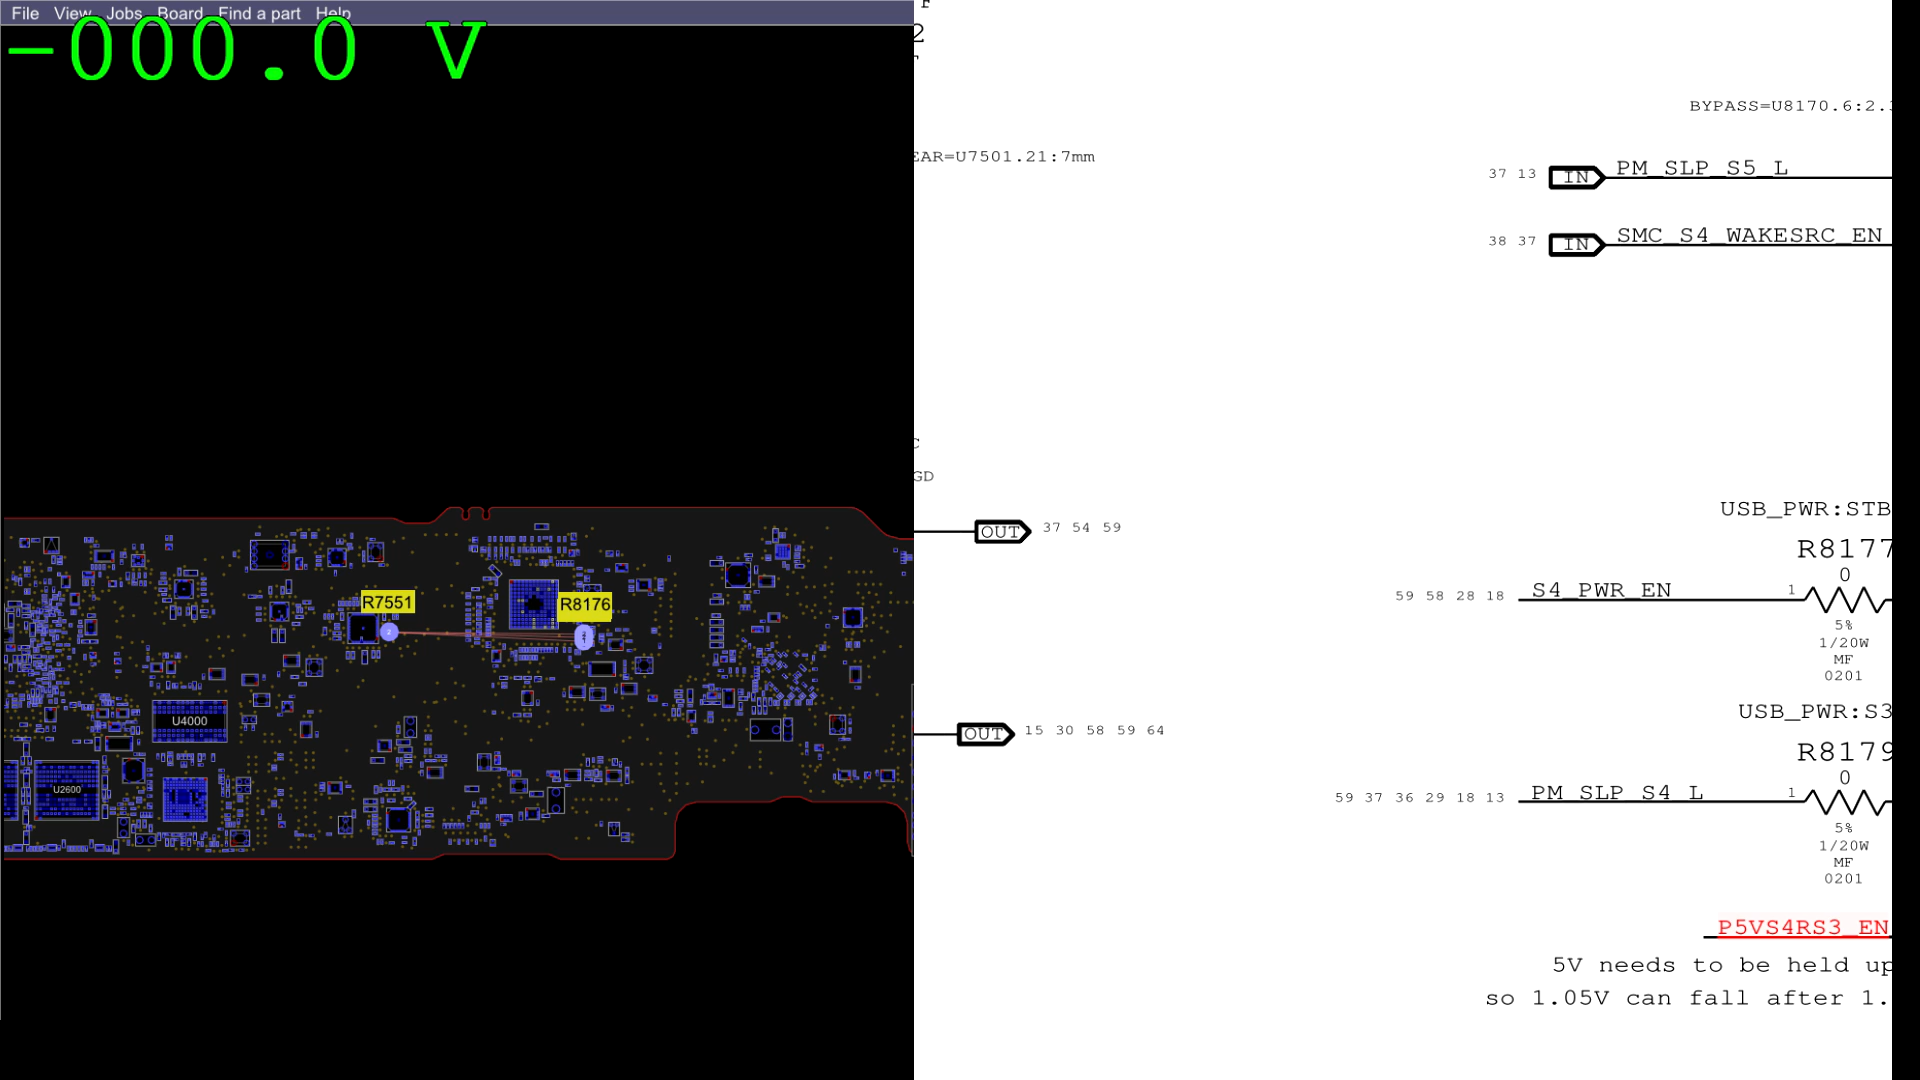 File View Jobs Board Find a part Help
-000.0 V
R7551
R8176
U4000
U2600
2
BYPASS=U8170.6:2.
EAR=U7501.21:7mm
37 13 IN PM_SLP_S5_L
38 37 IN SMC_S4_WAKESRC_EN
GD
OUT 37 54 59
USB_PWR:STB
R8177
0
59 58 28 18 S4_PWR_EN 1
5%
1/20W
MF
0201
USB_PWR:S3
OUT 15 30 58 59 64
R8179
0
59 37 36 29 18 13 PM_SLP_S4_L 1
5%
1/20W
MF
0201
P5VS4RS3_EN
5V needs to be held up
so 1.05V can fall after 1.